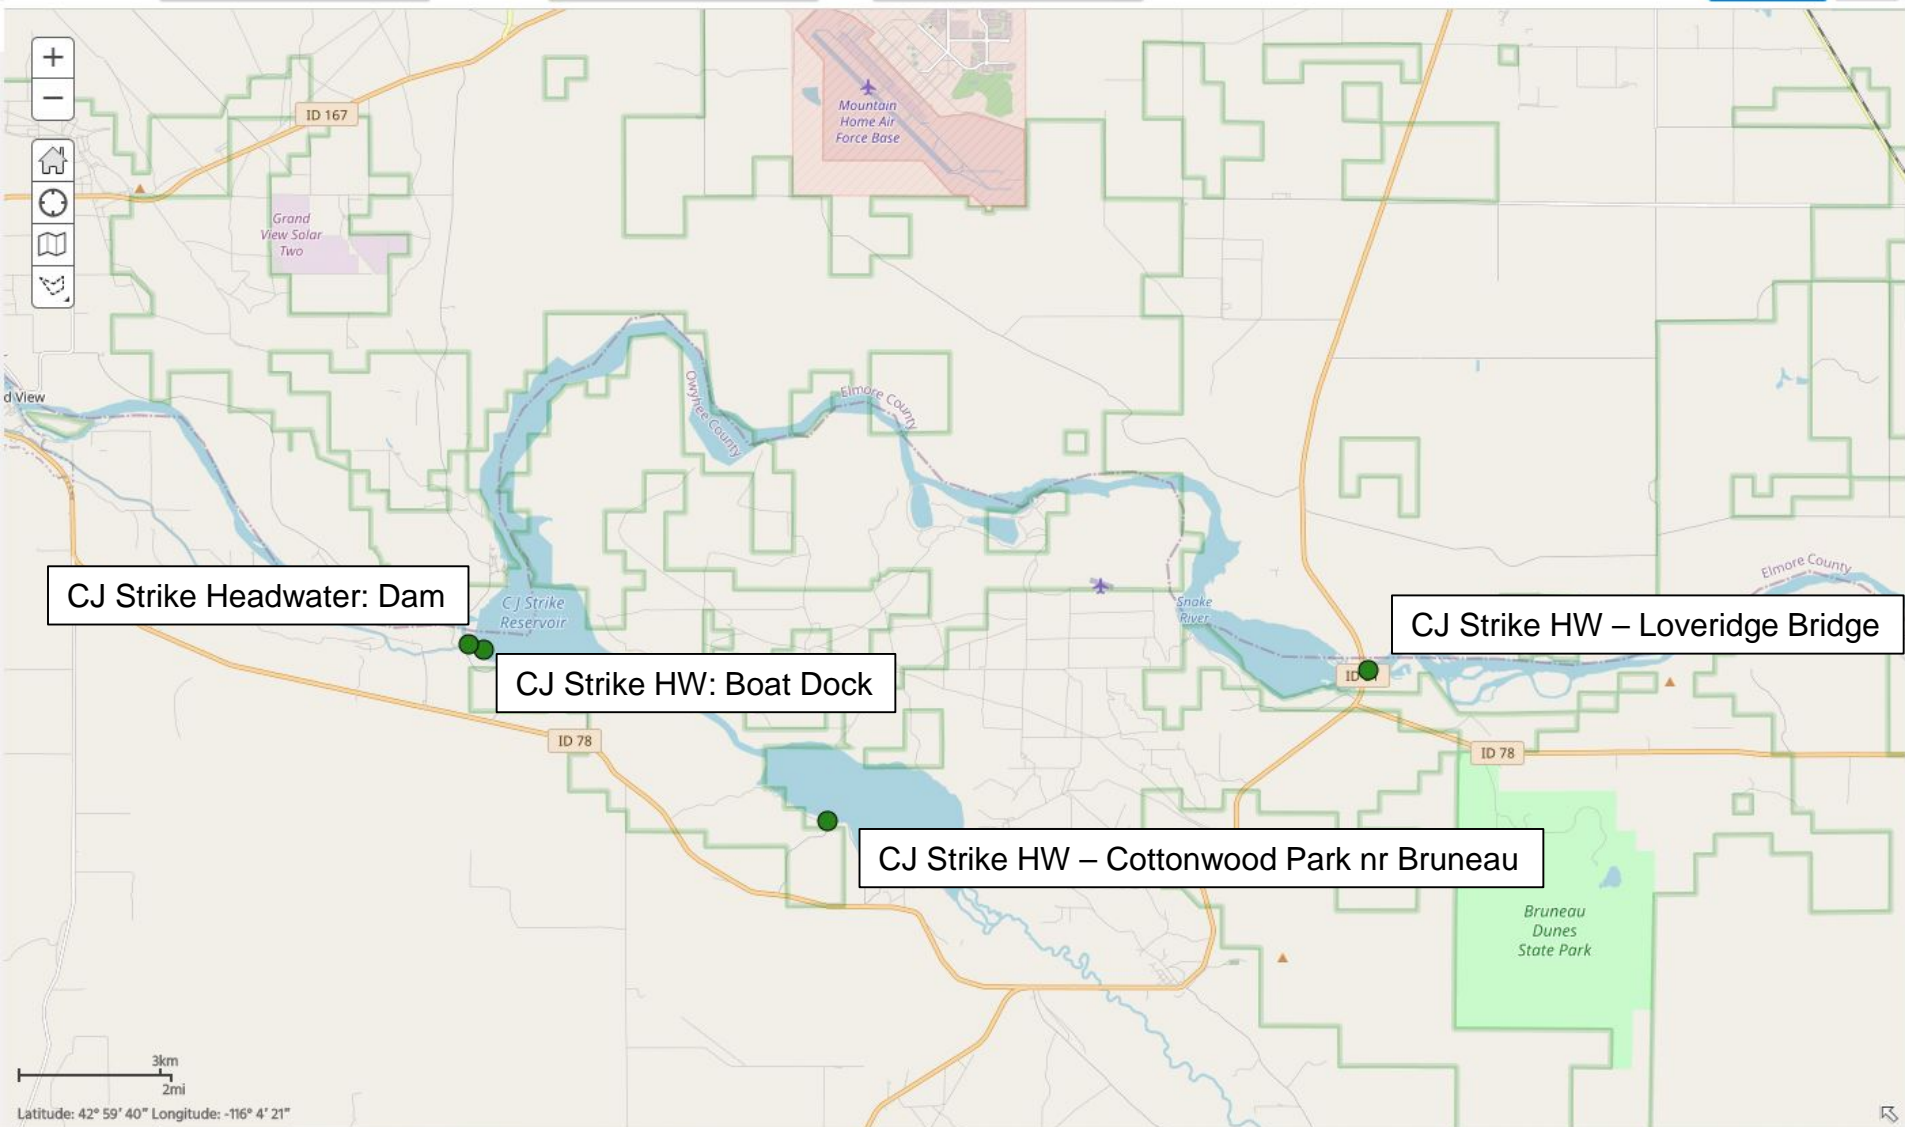 +
−
ID 167
Mountain
Home Air
Force Base
Grand
View Solar
Two
d View
Owyhee County
Elmore County
CJ Strike Headwater: Dam
C J Strike
Reservoir
Snake
River
Elmore County
CJ Strike HW – Loveridge Bridge
CJ Strike HW: Boat Dock
ID
ID 78
ID 78
CJ Strike HW – Cottonwood Park nr Bruneau
Bruneau
Dunes
State Park
3km
2mi
Latitude: 42° 59' 40" Longitude: -116° 4' 21"